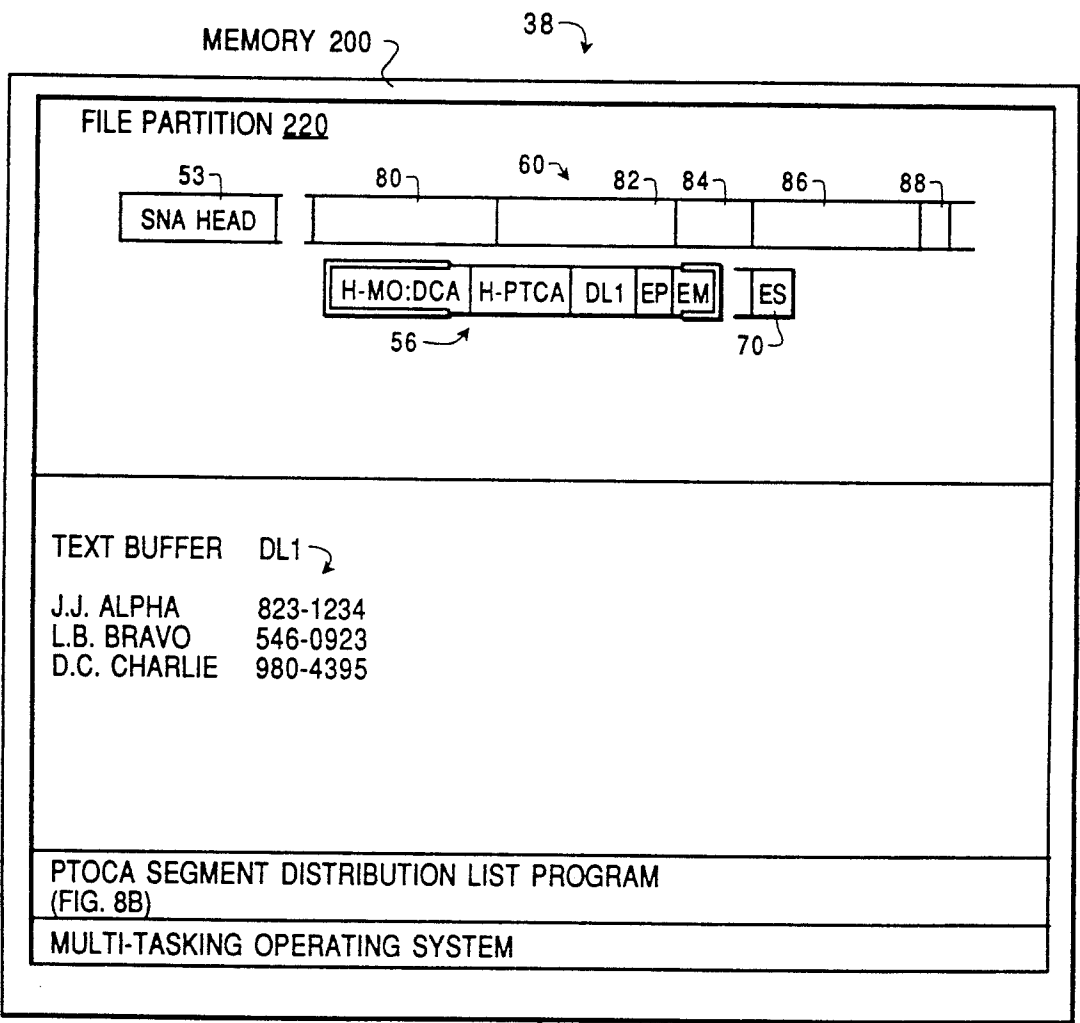 38
MEMORY 200
FILE PARTITION 220
53 80 60 82 84 86 88
SNA HEAD
H-MO:DCA H-PTCA DL1 EP EM ES
56 70
TEXT BUFFER DL1
J.J. ALPHA 823-1234
L.B. BRAVO 546-0923
D.C. CHARLIE 980-4395
PTOCA SEGMENT DISTRIBUTION LIST PROGRAM
(FIG. 8B)
MULTI-TASKING OPERATING SYSTEM